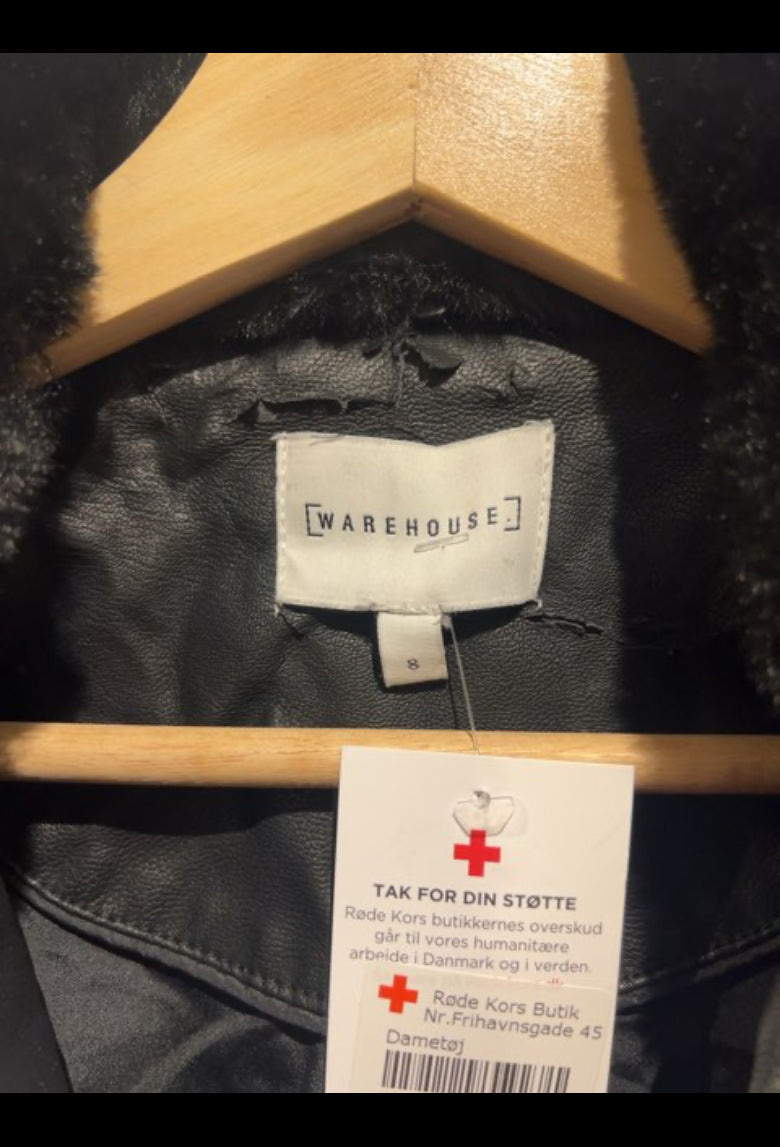 [WAREHOUSE.]
8
TAK FOR DIN STØTTE
Røde Kors butikkernes overskud
går til vores humanitære
arbejde i Danmark og i verden.
Røde Kors Butik
Nr.Frihavnsgade 45
Dametøj